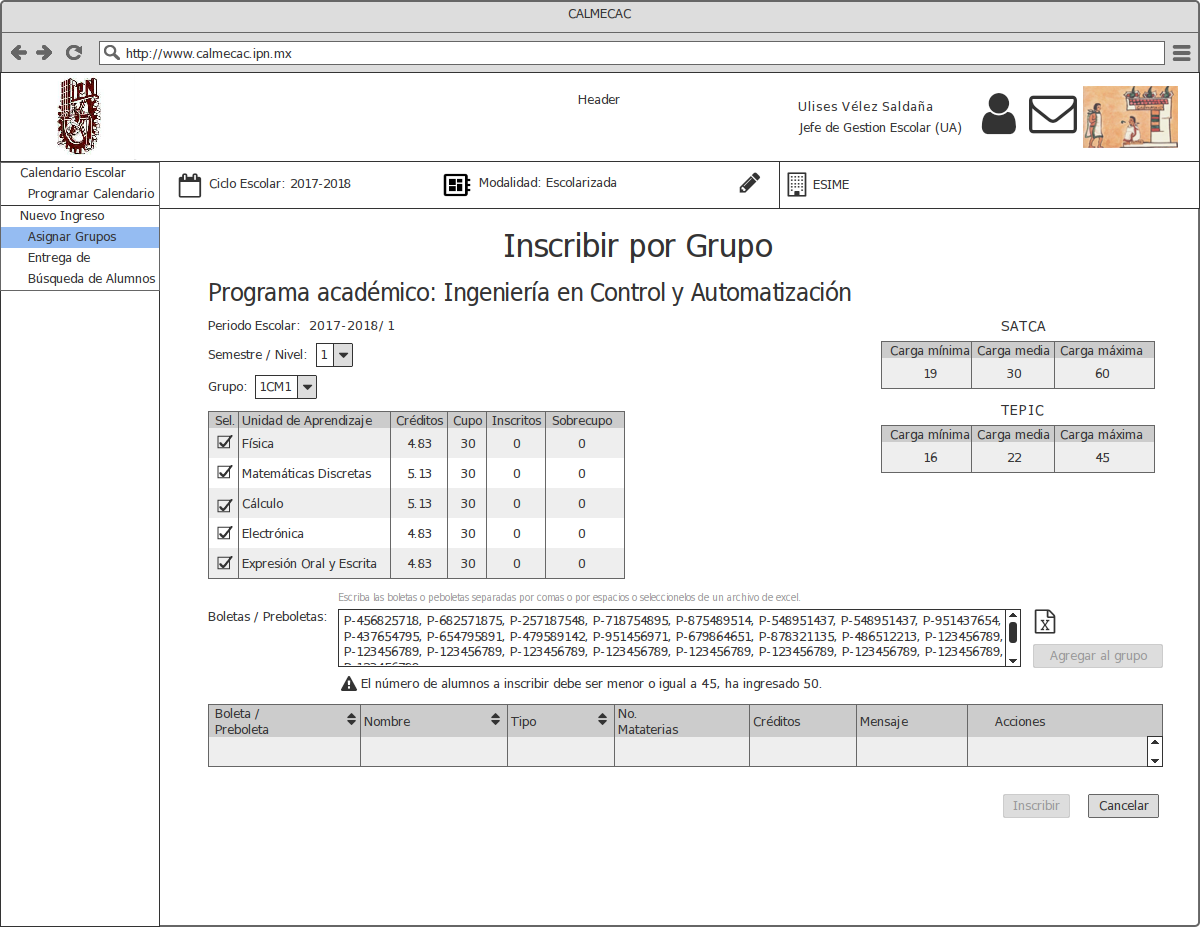 CALMECAC
http://www.calmecac.ipn.mx
Header
Ulises Vélez Saldaña
Jefe de Gestion Escolar (UA)
Calendario Escolar
Programar Calendario
Nuevo Ingreso
Asignar Grupos
Entrega de
Búsqueda de Alumnos
Ciclo Escolar: 2017-2018
Modalidad: Escolarizada
ESIME
Inscribir por Grupo
Programa académico: Ingeniería en Control y Automatización
Periodo Escolar: 2017-2018/ 1
Semestre / Nivel: 1
Grupo: 1CM1
SATCA
Carga mínima Carga media Carga máxima
19 30 60
TEPIC
Carga mínima Carga media Carga máxima
16 22 45
Sel. Unidad de Aprendizaje Créditos Cupo Inscritos Sobrecupo
Física 4.83 30 0 0
Matemáticas Discretas 5.13 30 0 0
Cálculo 5.13 30 0 0
Electrónica 4.83 30 0 0
Expresión Oral y Escrita 4.83 30 0 0
Escriba las boletas o peboletas separadas por comas o por espacios o seleccionelos de un archivo de excel.
Boletas / Preboletas:
P-456825718, P-682571875, P-257187548, P-718754895, P-875489514, P-548951437, P-548951437, P-951437654,
P-437654795, P-654795891, P-479589142, P-951456971, P-679864651, P-878321135, P-486512213, P-123456789,
P-123456789, P-123456789, P-123456789, P-123456789, P-123456789, P-123456789, P-123456789, P-123456789,
P-123456789
X
Agregar al grupo
El número de alumnos a inscribir debe ser menor o igual a 45, ha ingresado 50.
Boleta / Preboleta Nombre Tipo No. Mataterias Créditos Mensaje Acciones
Inscribir
Cancelar